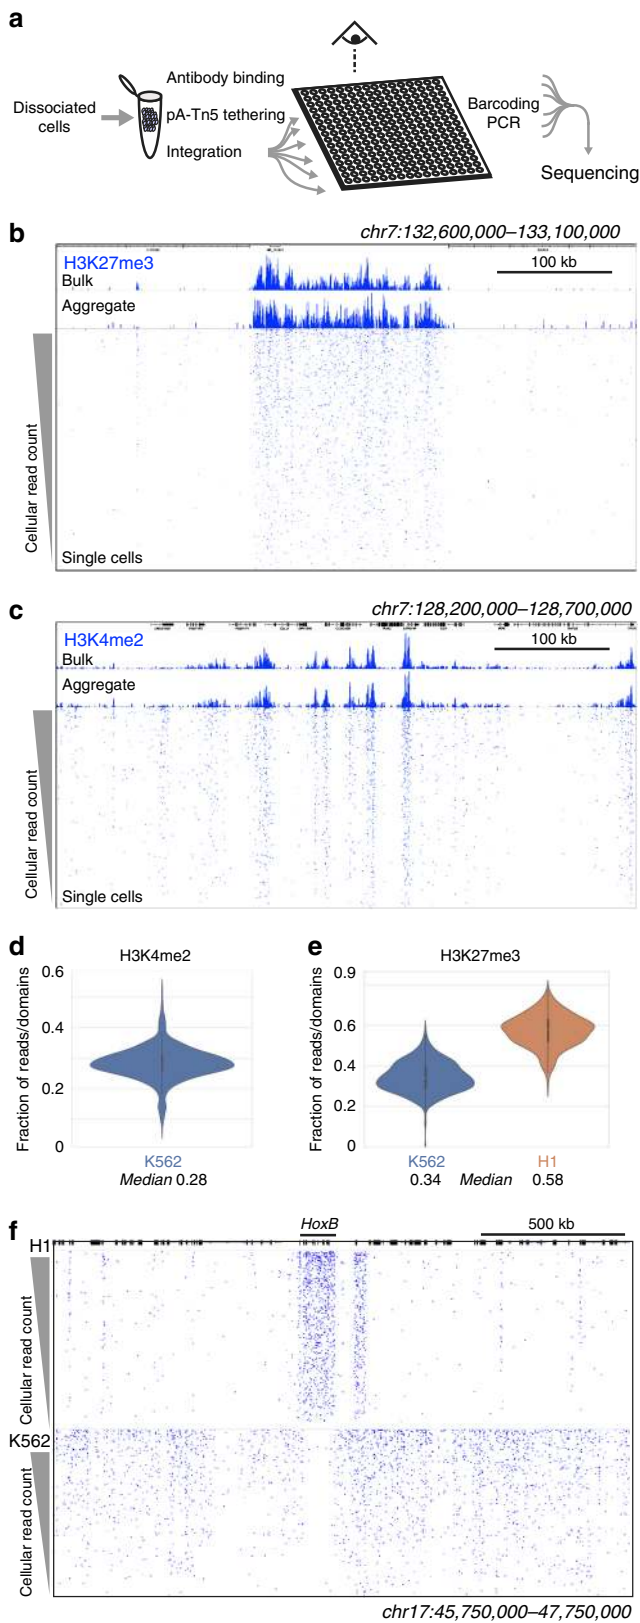 a
Antibody binding
Dissociated
cells
pA-Tn5 tethering
Integration
Barcoding
PCR
Sequencing
b
chr7:132,600,000–133,100,000
H3K27me3
Bulk
100 kb
Aggregate
Cellular read count
Single cells
c
chr7:128,200,000–128,700,000
H3K4me2
Bulk
100 kb
Aggregate
Cellular read count
Single cells
d
H3K4me2
Fraction of reads/domains
0.6
0.4
0.2
0
K562
Median 0.28
e
H3K27me3
Fraction of reads/domains
0.9
0.6
0.4
0.2
0
K562
H1
0.34 Median 0.58
f
HoxB
500 kb
H1
Cellular read count
K562
Cellular read count
chr17:45,750,000–47,750,000